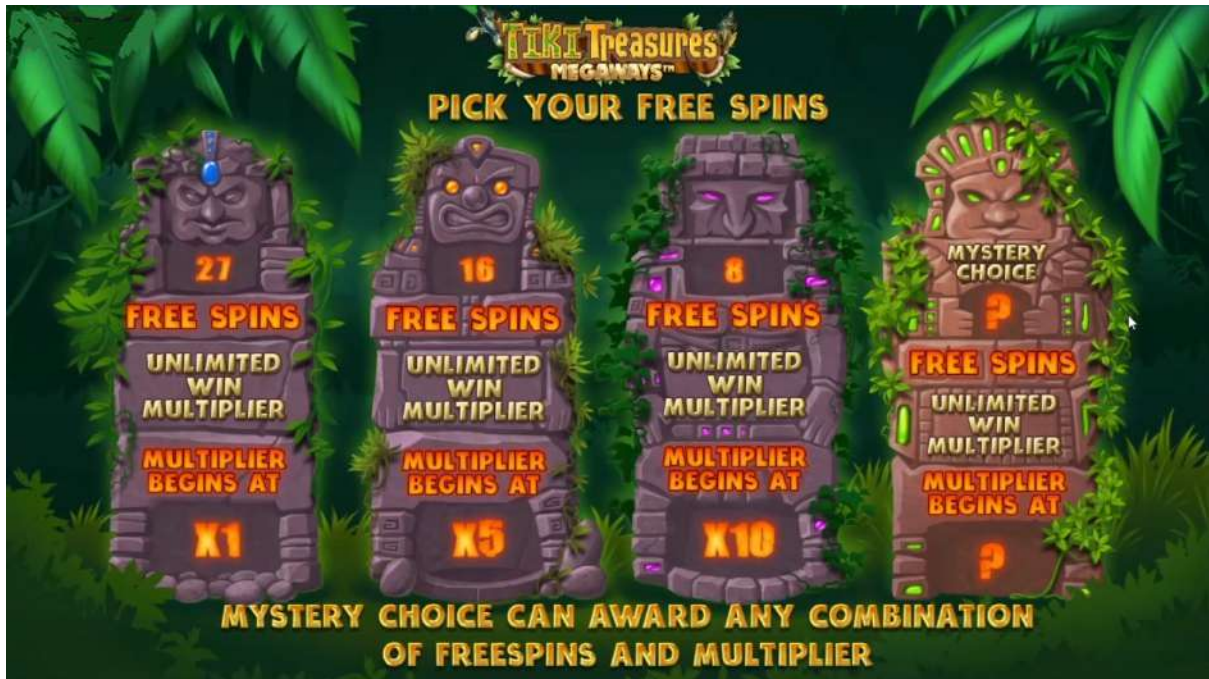 TIKI Treasures
MEGAWAYS™
PICK YOUR FREE SPINS
27
FREE SPINS
UNLIMITED
WIN
MULTIPLIER
MULTIPLIER
BEGINS AT
X1
16
FREE SPINS
UNLIMITED
WIN
MULTIPLIER
MULTIPLIER
BEGINS AT
X5
8
FREE SPINS
UNLIMITED
WIN
MULTIPLIER
MULTIPLIER
BEGINS AT
X10
MYSTERY
CHOICE
?
FREE SPINS
UNLIMITED
WIN
MULTIPLIER
MULTIPLIER
BEGINS AT
?
MYSTERY CHOICE CAN AWARD ANY COMBINATION
OF FREESPINS AND MULTIPLIER